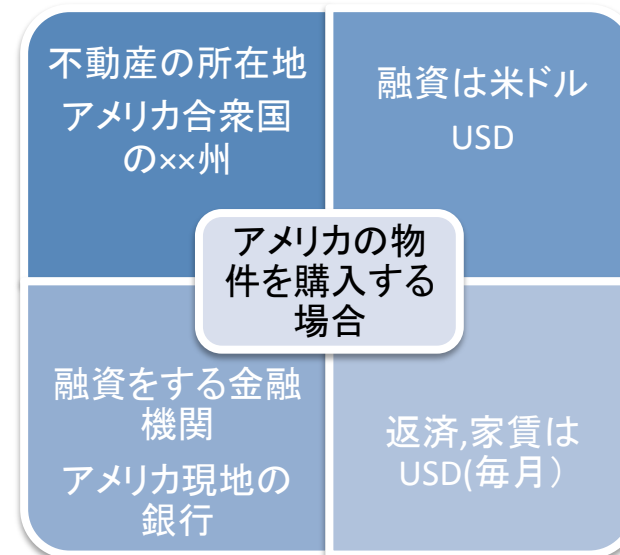 不動産の所在地
アメリカ合衆国
の××州
融資は米ドル
USD
アメリカの物
件を購入する
場合
融資をする金融
機関
アメリカ現地の
銀行
返済,家賃は
USD(毎月）